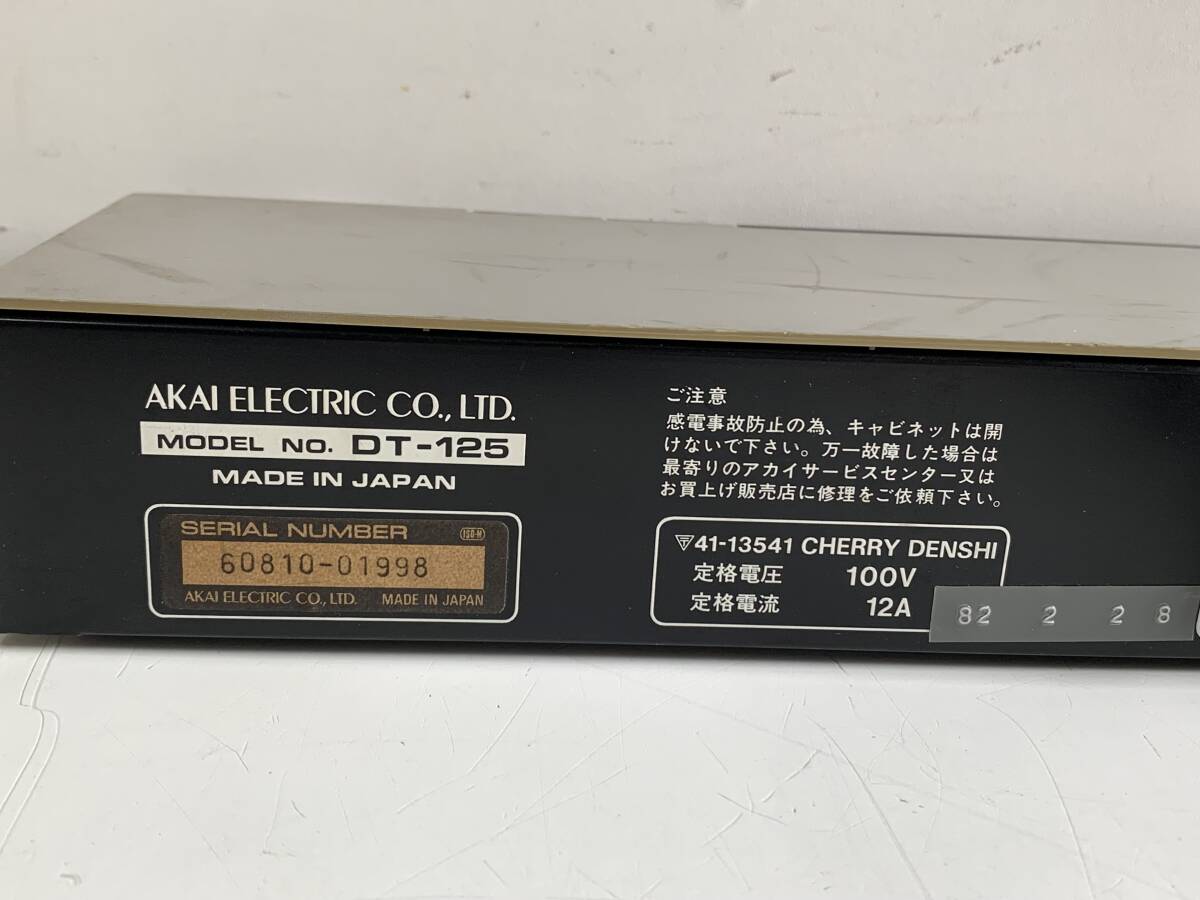 AKAI ELECTRIC CO., LTD.
MODEL NO. DT-125
MADE IN JAPAN
SERIAL NUMBER ISO-M
60810-01998
AKAI ELECTRIC CO., LTD. MADE IN JAPAN
ご注意
感電事故防止の為、キャビネットは開
けないで下さい。万一故障した場合は
最寄りのアカイサービスセンター又は
お買上げ販売店に修理をご依頼下さい。
41-13541 CHERRY DENSHI
定格電圧 100V
定格電流 12A
82 2 28